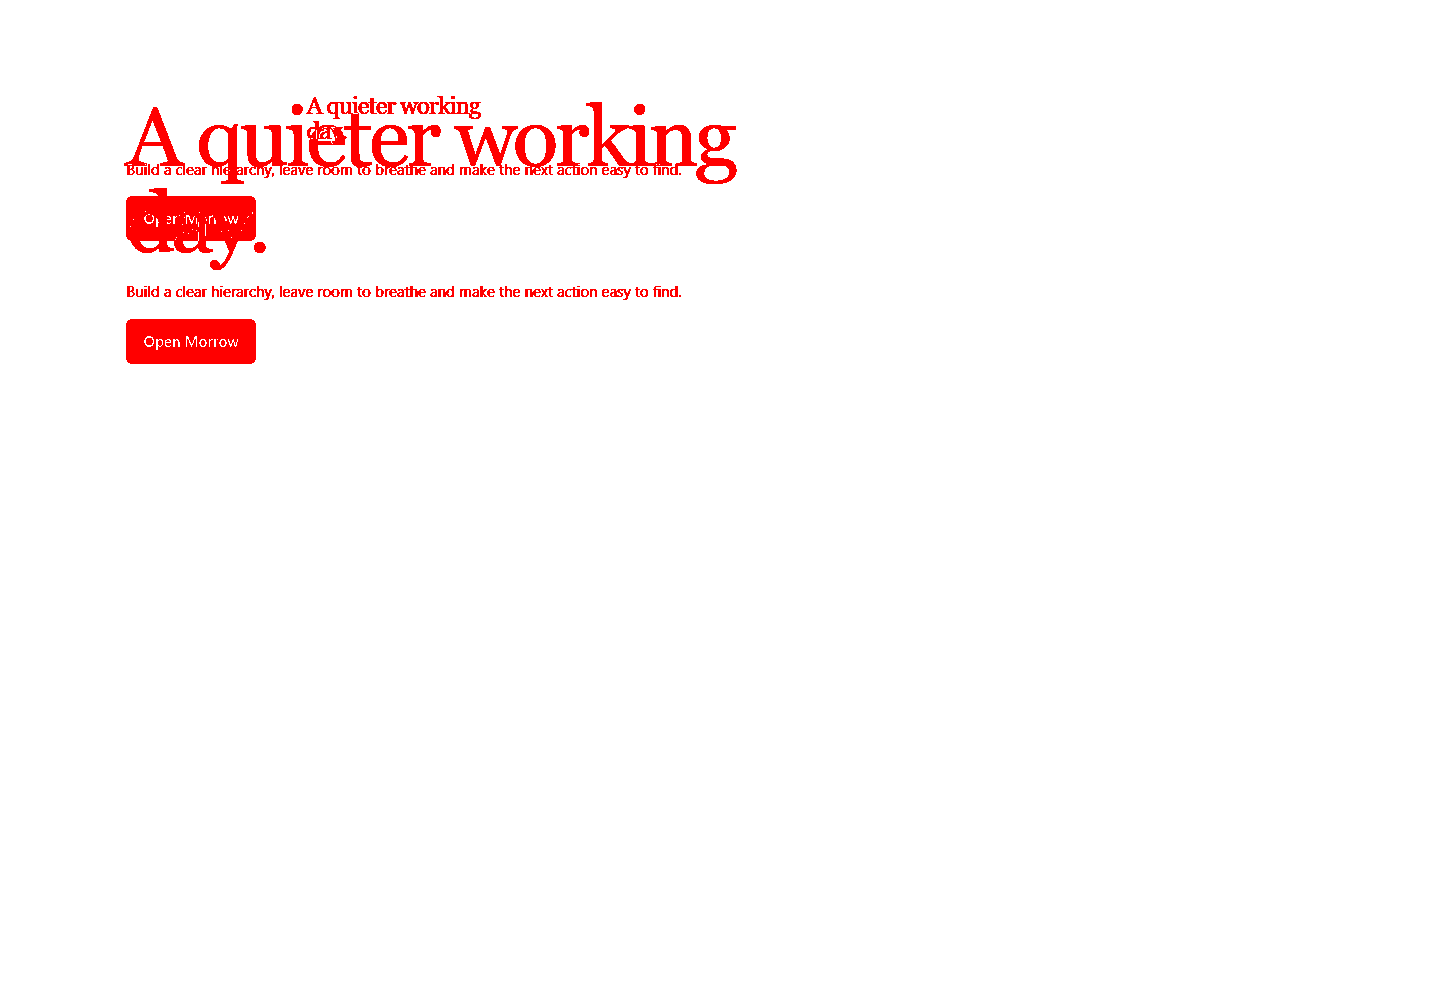 A quieter working
day.
A quieter working
day.
Build a clear hierarchy, leave room to breathe and make the next action easy to find.
Open Morrow
Build a clear hierarchy, leave room to breathe and make the next action easy to find.
Open Morrow